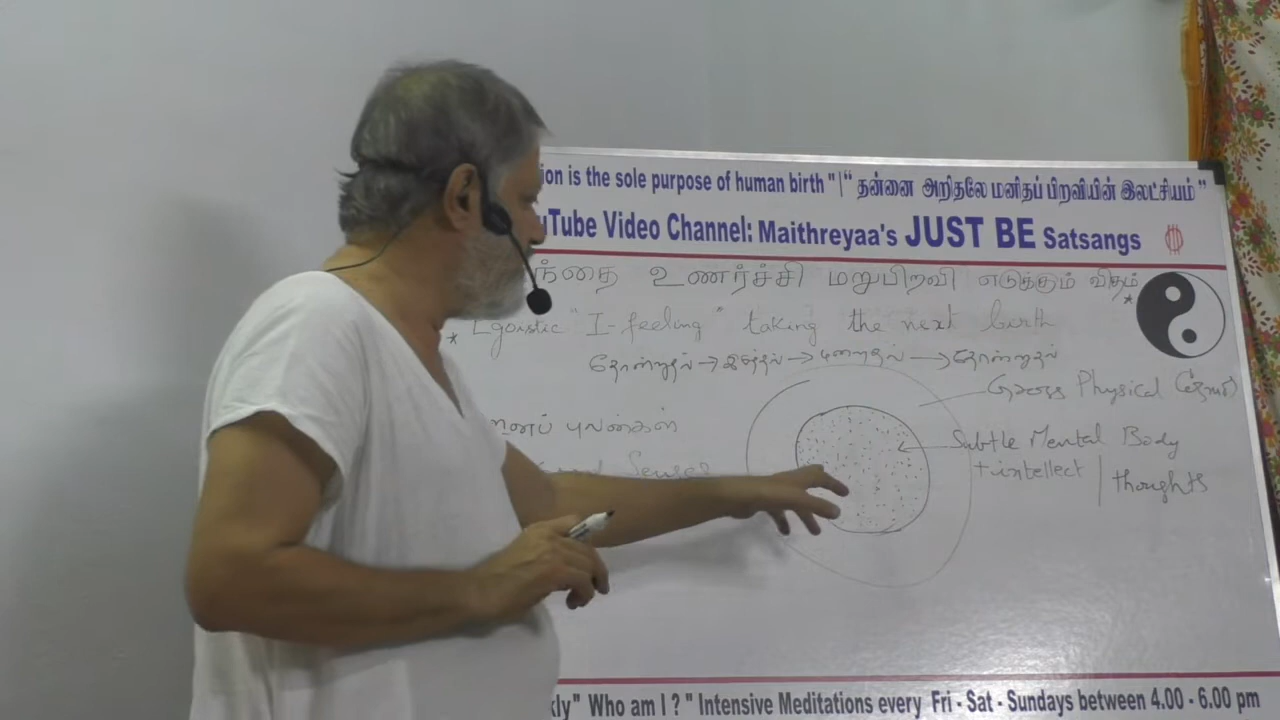 ion is the sole purpose of human birth " | “ தன்னை அறிதலே மனிதப் பிறவியின் இலட்சியம் ”
uTube Video Channel: Maithreyaa's JUST BE Satsangs
ந்தை உணர்ச்சி மறுபிறவி எடுக்கும் விதம்
* Egoistic "I-feeling" taking the next birth *
தோன்றுதல் → இருத்தல் → மறைதல் → தோன்றுதல்
Gross Physical
புலன்கள்
Subtle Mental Body
Senses
+ intellect | thoughts
kly " Who am I ? " Intensive Meditations every Fri - Sat - Sundays between 4.00 - 6.00 pm